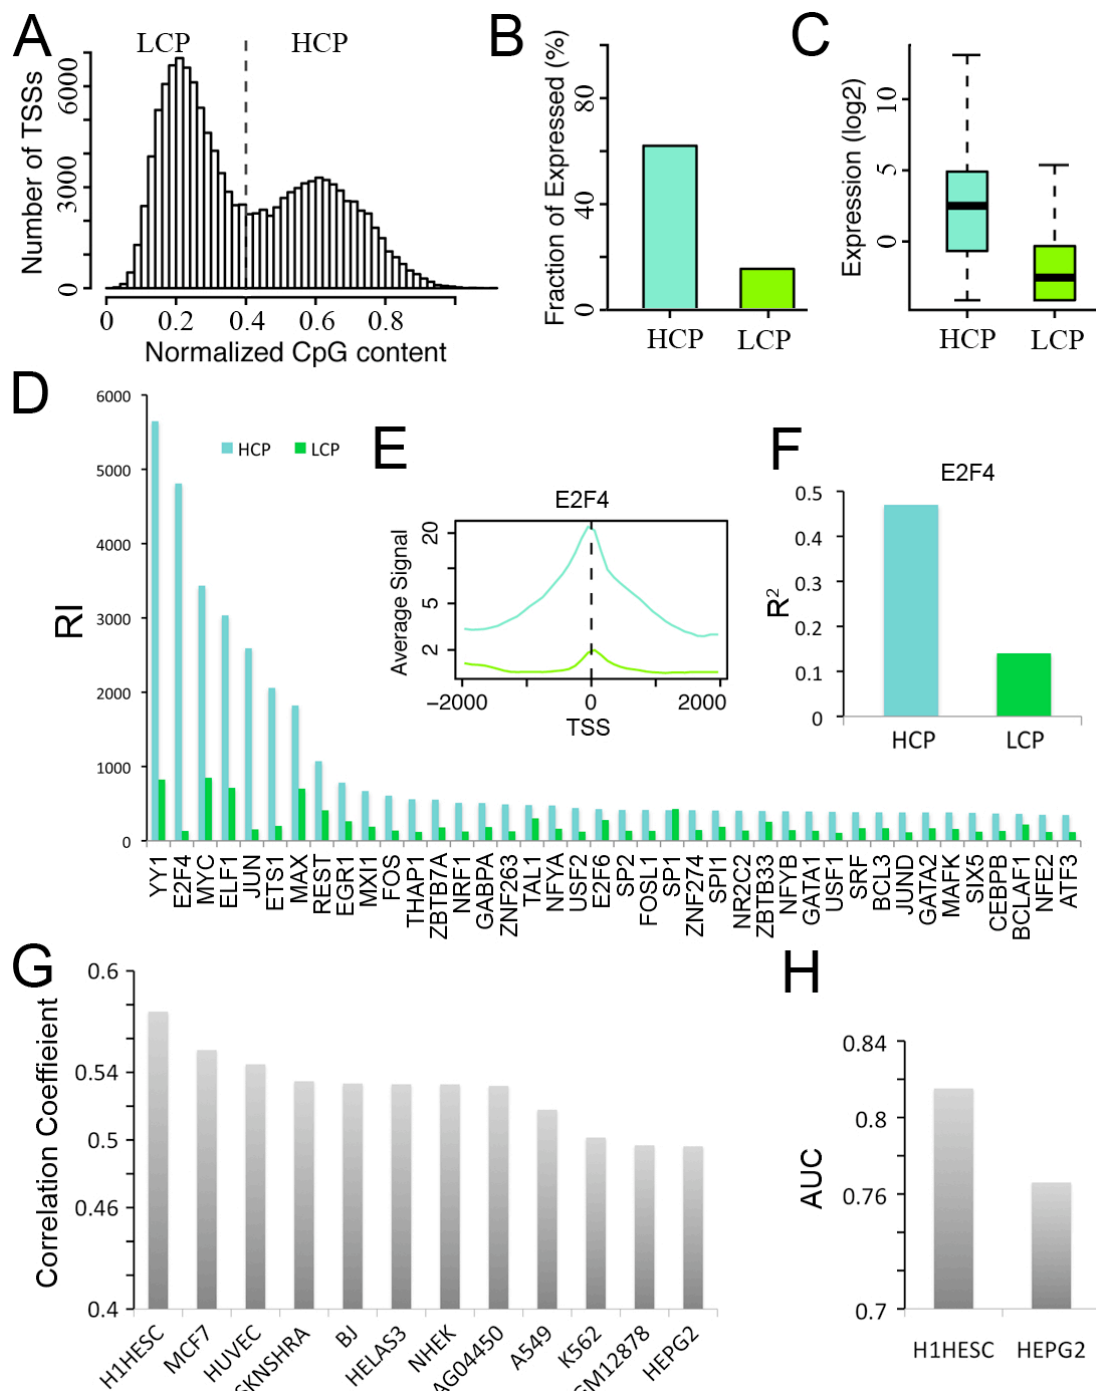 A
LCP
HCP
Number of TSSs
6000
3000
0
0
0.2
0.4
0.6
0.8
Normalized CpG content
B
Fraction of Expressed (%)
80
40
0
HCP
LCP
C
Expression (log2)
10
5
0
HCP
LCP
D
RI
6000
5000
4000
3000
2000
1000
0
HCP
LCP
YY1
E2F4
MYC
ELF1
JUN
ETS1
MAX
REST
EGR1
MXI1
FOS
THAP1
ZBTB7A
NRF1
GABPA
ZNF263
TAL1
NFYA
USF2
E2F6
SP2
FOSL1
SP1
ZNF274
SPI1
NR2C2
ZBTB33
NFYB
GATA1
USF1
SRF
BCL3
JUND
GATA2
MAFK
SIX5
CEBPB
BCLAF1
NFE2
ATF3
E
E2F4
Average Signal
20
5
2
−2000
0
2000
TSS
F
E2F4
R²
0.5
0.4
0.3
0.2
0.1
0
HCP
LCP
G
Correlation Coeffieient
0.6
0.54
0.5
0.46
0.4
H1HESC
MCF7
HUVEC
SKNSHRA
BJ
HELAS3
NHEK
AG04450
A549
K562
GM12878
HEPG2
H
AUC
0.84
0.8
0.76
0.7
H1HESC
HEPG2